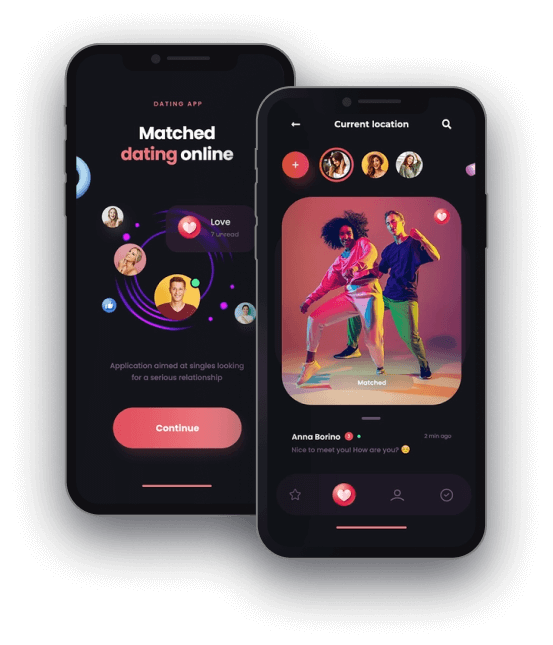 DATING APP
Matched
dating online
Love
7 unread
Application aimed at singles looking
for a serious relationship
Continue
Current location
Matched
Anna Borino
2 min ago
Nice to meet you! How are you?